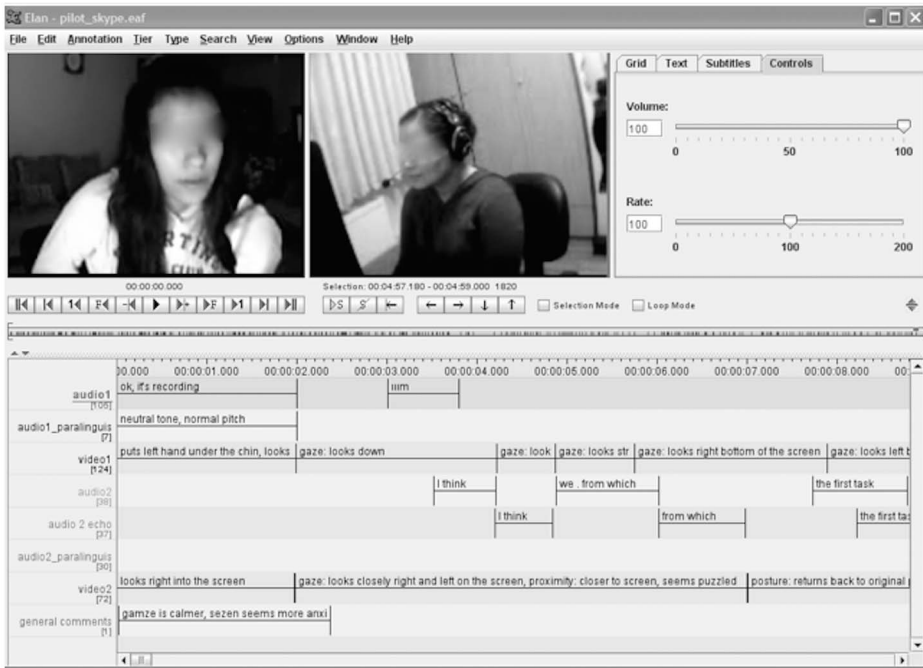 Elan - pilot_skype.eaf
File Edit Annotation Tier Type Search View Options Window Help
Grid Text Subtitles Controls
Volume:
100
0 50 100
Rate:
100
0 100 200
00:00:00.000
Selection: 00:04:57.180 - 00:04:59.000 1820
1 F F 1 S S Selection Mode Loop Mode
00.000 00:00:01.000 00:00:02.000 00:00:03.000 00:00:04.000 00:00:05.000 00:00:06.000 00:00:07.000 00:00:08.000 00:
audio1 ok, it's recording
[105]
audio1_paralinguis neutral tone, normal pitch
[7]
video1 puts left hand under the chin, looks gaze: looks down gaze: look gaze: looks str gaze: looks right bottom of the screen gaze: looks left
[124]
audio2 I think we . from which the first task
[38]
audio 2 echo I think from which the first tas
[37]
audio2_paralinguis
[30]
video2 looks right into the screen gaze: looks closely right and left on the screen, proximity: closer to screen, seems puzzled posture: returns back to original
[72]
general comments gamze is calmer, sezen seems more anxi
[1]